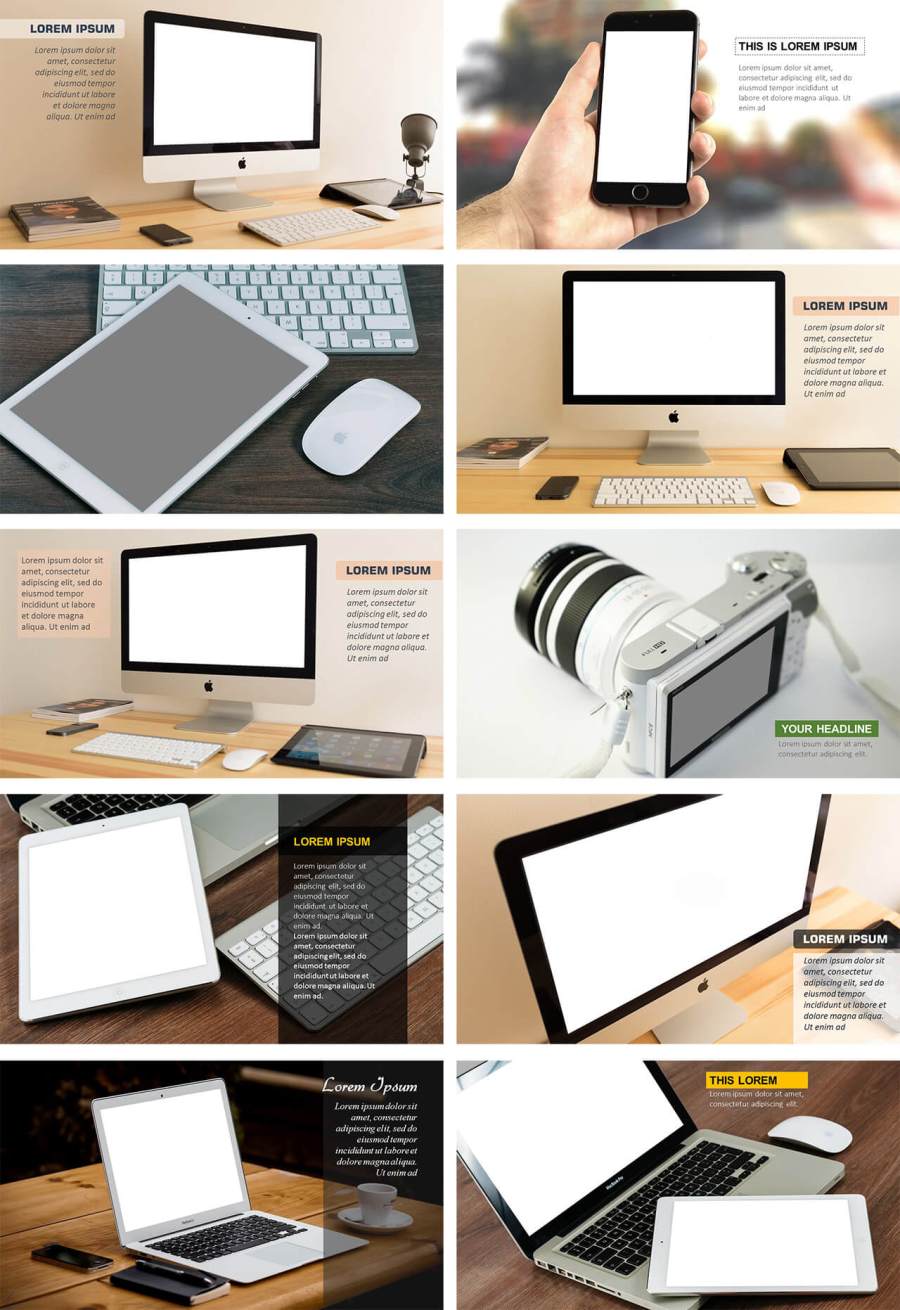 LOREM IPSUM
Lorem ipsum dolor sit
amet, consectetur
adipiscing elit, sed do
eiusmod tempor
incididunt ut labore
et dolore magna
aliqua. Ut enim ad
THIS IS LOREM IPSUM
Lorem ipsum dolor sit amet,
consectetur adipiscing elit, sed do
eiusmod tempor incididunt ut
labore et dolore magna aliqua. Ut
enim ad
LOREM IPSUM
Lorem ipsum dolor sit
amet, consectetur
adipiscing elit, sed do
eiusmod tempor
incididunt ut labore et
dolore magna aliqua.
Ut enim ad
Lorem ipsum dolor sit
amet, consectetur
adipiscing elit, sed do
eiusmod tempor
incididunt ut labore
et dolore magna
aliqua. Ut enim ad
LOREM IPSUM
Lorem ipsum dolor sit
amet, consectetur
adipiscing elit, sed do
eiusmod tempor
incididunt ut labore et
dolore magna aliqua.
Ut enim ad
YOUR HEADLINE
Lorem ipsum dolor sit amet,
consectetur adipiscing elit.
LOREM IPSUM
Lorem ipsum dolor sit
amet, consectetur
adipiscing elit, sed do
eiusmod tempor
incididunt ut labore et
dolore magna aliqua. Ut
enim ad.
Lorem ipsum dolor sit
amet, consectetur
adipiscing elit, sed do
eiusmod tempor
incididunt ut labore et
dolore magna aliqua. Ut
enim ad.
LOREM IPSUM
Lorem ipsum dolor sit
amet, consectetur
adipiscing elit, sed do
eiusmod tempor
incididunt ut labore et
dolore magna aliqua.
Ut enim ad
Lorem Ipsum
Lorem ipsum dolor sit
amet, consectetur
adipiscing elit, sed do
eiusmod tempor
incididunt ut labore et
dolore magna aliqua.
Ut enim ad
THIS LOREM
Lorem ipsum dolor sit amet,
consectetur adipiscing elit.
MacBook Pro